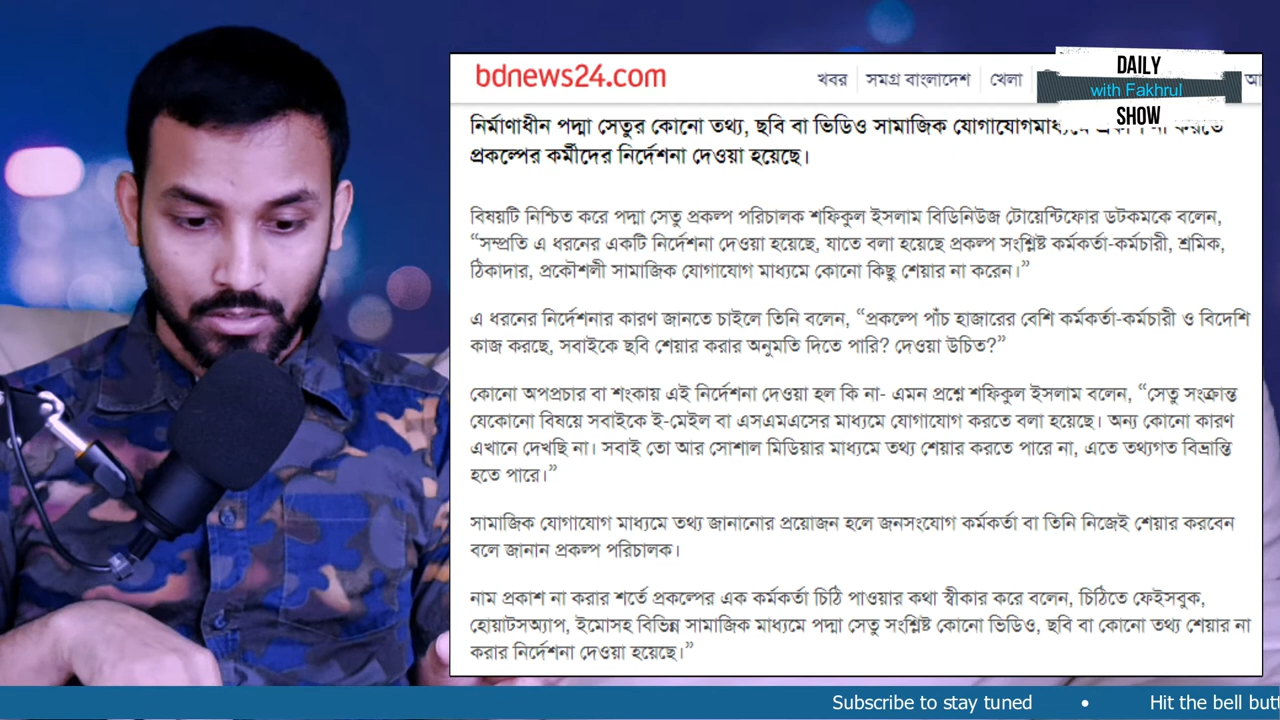 bdnews24.com
খবর সমগ্র বাংলাদেশ খেলা
DAILY
with Fakhrul
SHOW
নির্মাণাধীন পদ্মা সেতুর কোনো তথ্য, ছবি বা ভিডিও সামাজিক যোগাযোগমাধ্যমে প্রকাশ না করতে
প্রকল্পের কর্মীদের নির্দেশনা দেওয়া হয়েছে।
বিষয়টি নিশ্চিত করে পদ্মা সেতু প্রকল্প পরিচালক শফিকুল ইসলাম বিডিনিউজ টোয়েন্টিফোর ডটকমকে বলেন,
“সম্প্রতি এ ধরনের একটি নির্দেশনা দেওয়া হয়েছে, যাতে বলা হয়েছে প্রকল্প সংশ্লিষ্ট কর্মকর্তা-কর্মচারী, শ্রমিক,
ঠিকাদার, প্রকৌশলী সামাজিক যোগাযোগ মাধ্যমে কোনো কিছু শেয়ার না করেন।”
এ ধরনের নির্দেশনার কারণ জানতে চাইলে তিনি বলেন, “প্রকল্পে পাঁচ হাজারের বেশি কর্মকর্তা-কর্মচারী ও বিদেশি
কাজ করছে, সবাইকে ছবি শেয়ার করার অনুমতি দিতে পারি? দেওয়া উচিত?”
কোনো অপপ্রচার বা শংকায় এই নির্দেশনা দেওয়া হল কি না- এমন প্রশ্নে শফিকুল ইসলাম বলেন, “সেতু সংক্রান্ত
যেকোনো বিষয়ে সবাইকে ই-মেইল বা এসএমএসের মাধ্যমে যোগাযোগ করতে বলা হয়েছে। অন্য কোনো কারণ
এখানে দেখছি না। সবাই তো আর সোশাল মিডিয়ার মাধ্যমে তথ্য শেয়ার করতে পারে না, এতে তথ্যগত বিভ্রান্তি
হতে পারে।”
সামাজিক যোগাযোগ মাধ্যমে তথ্য জানানোর প্রয়োজন হলে জনসংযোগ কর্মকর্তা বা তিনি নিজেই শেয়ার করবেন
বলে জানান প্রকল্প পরিচালক।
নাম প্রকাশ না করার শর্তে প্রকল্পের এক কর্মকর্তা চিঠি পাওয়ার কথা স্বীকার করে বলেন, চিঠিতে ফেইসবুক,
হোয়াটসঅ্যাপ, ইমোসহ বিভিন্ন সামাজিক মাধ্যমে পদ্মা সেতু সংশ্লিষ্ট কোনো ভিডিও, ছবি বা কোনো তথ্য শেয়ার না
করার নির্দেশনা দেওয়া হয়েছে।”
Subscribe to stay tuned • Hit the bell butt